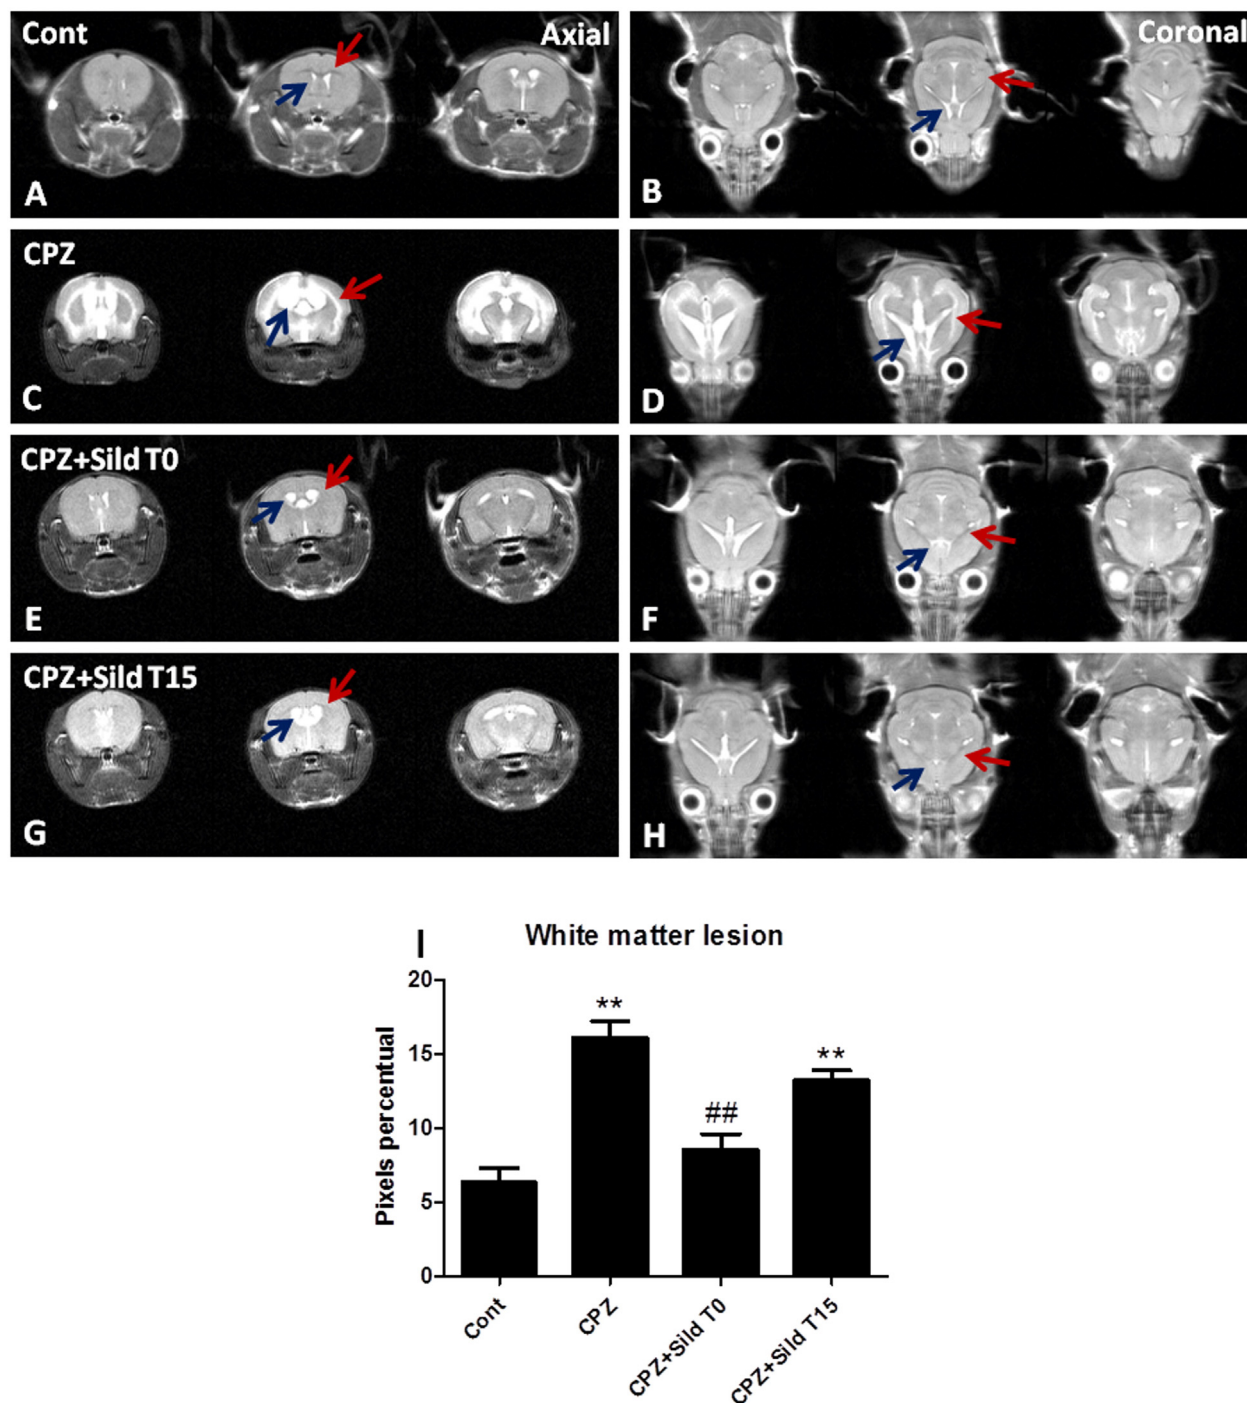 Cont
Axial
A
Coronal
B
CPZ
C
D
CPZ+Sild T0
E
F
CPZ+Sild T15
G
H
I
White matter lesion
Pixels percentual
20
15
10
5
0
**
##
**
Cont
CPZ
CPZ+Sild T0
CPZ+Sild T15